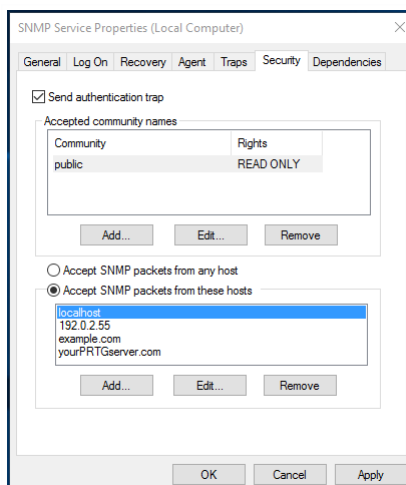 SNMP Service Properties (Local Computer)
General Log On Recovery Agent Traps Security Dependencies
Send authentication trap
Accepted community names
Community Rights
public READ ONLY
Add... Edit... Remove
Accept SNMP packets from any host
Accept SNMP packets from these hosts
localhost
192.0.2.55
example.com
yourPRTGserver.com
Add... Edit... Remove
OK Cancel Apply